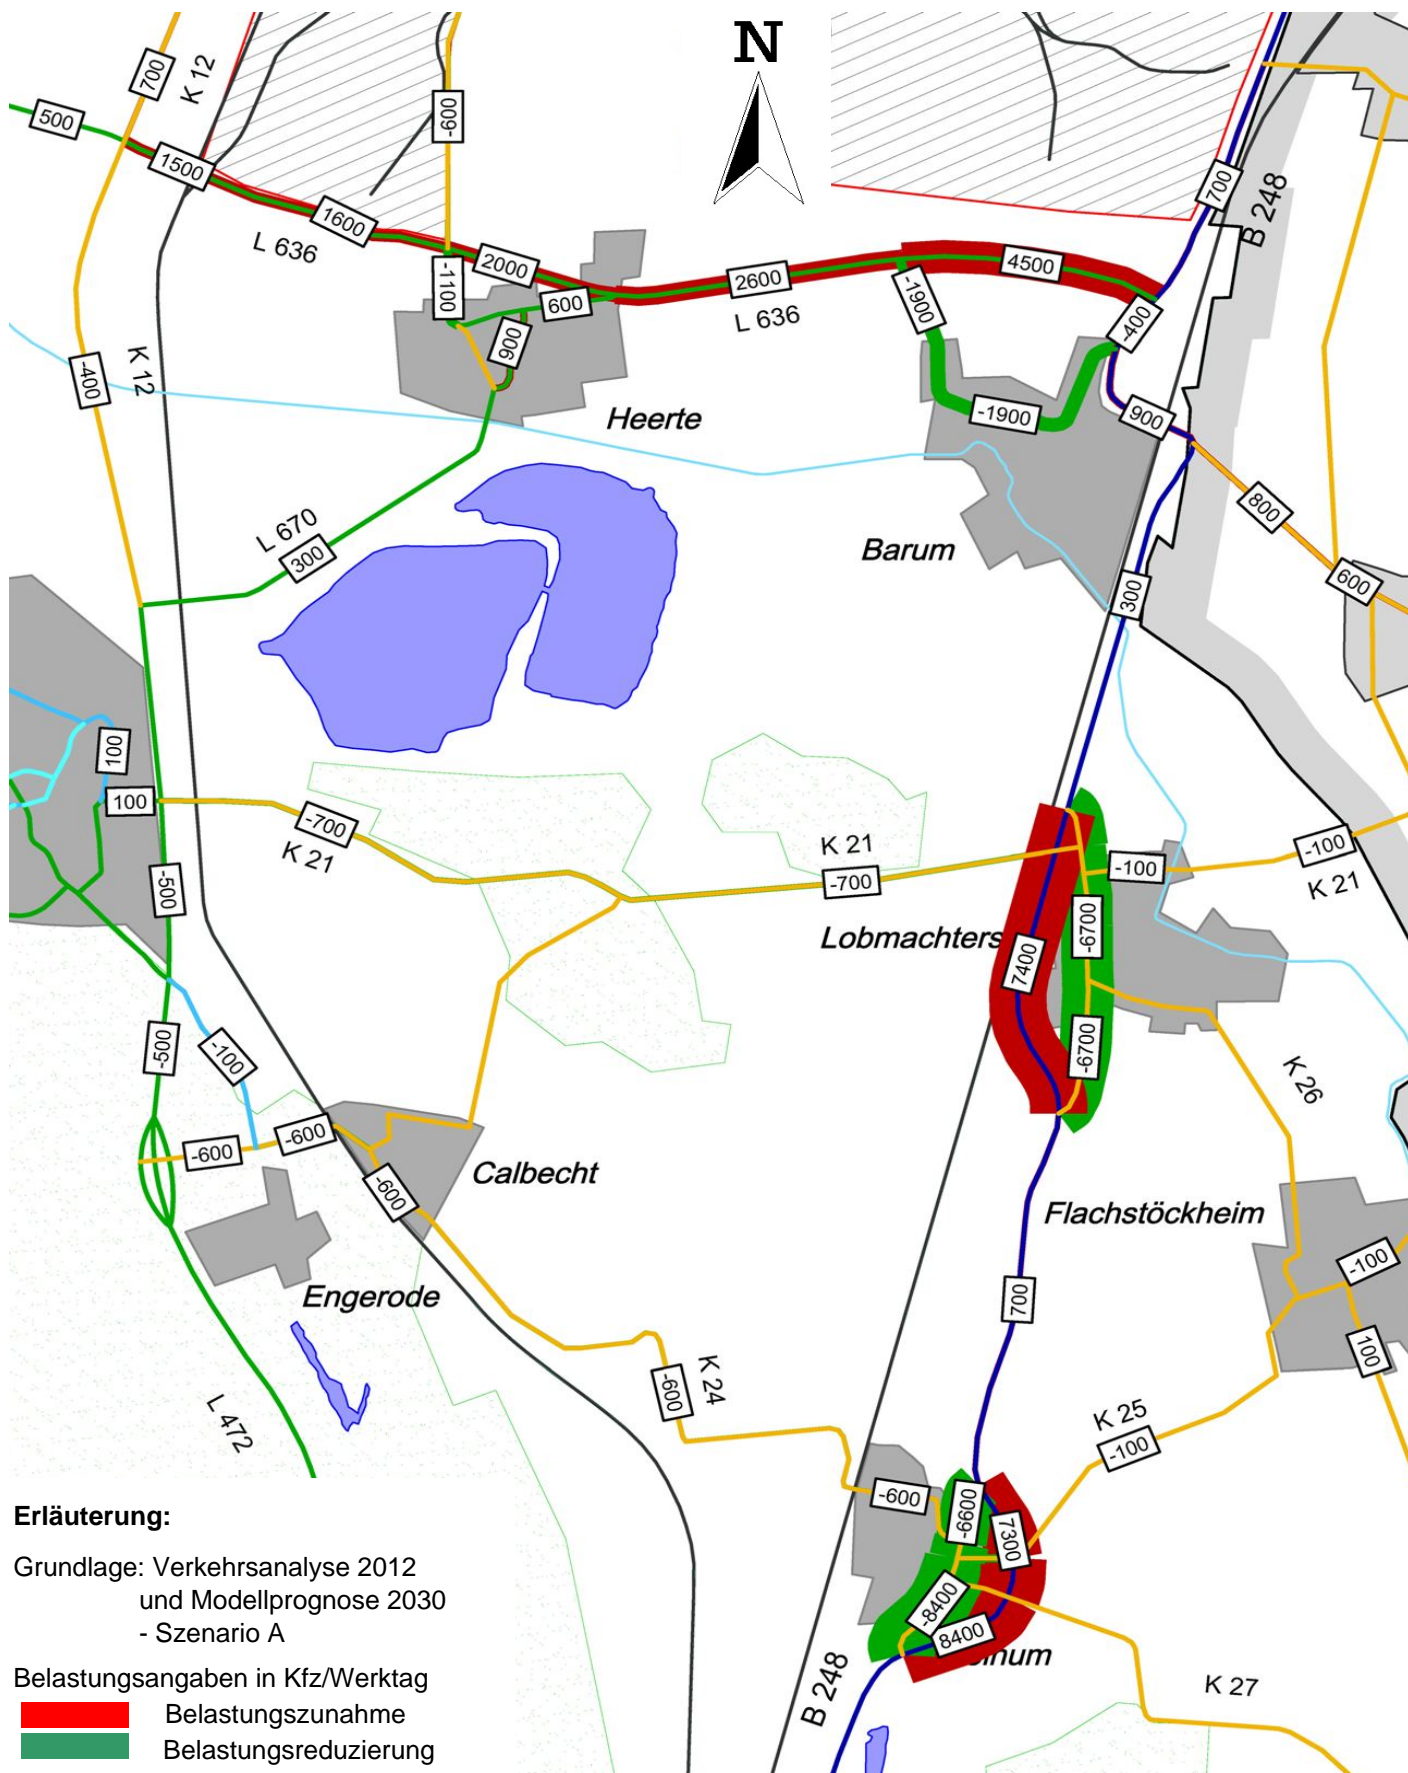 N
700
K 12
500
1500
-600
1600
L 636
2000
-1100
600
900
2600
L 636
4500
-1900
-400
700
B 248
-400
K 12
Heerte
-1900
900
800
Barum
600
L 670
300
300
100
100
-700
K 21
K 21
-700
-100
-100
K 21
-500
Lobmachters
-6700
7400
-500
-100
-6700
K 26
-600
-600
Calbecht
-600
Flachstöckheim
-100
Engerode
700
100
K 24
-600
L 472
K 25
-100
-600
-6600
7300
-8400
8400
inum
B 248
K 27
Erläuterung:
Grundlage: Verkehrsanalyse 2012
und Modellprognose 2030
- Szenario A
Belastungsangaben in Kfz/Werktag
Belastungszunahme
Belastungsreduzierung